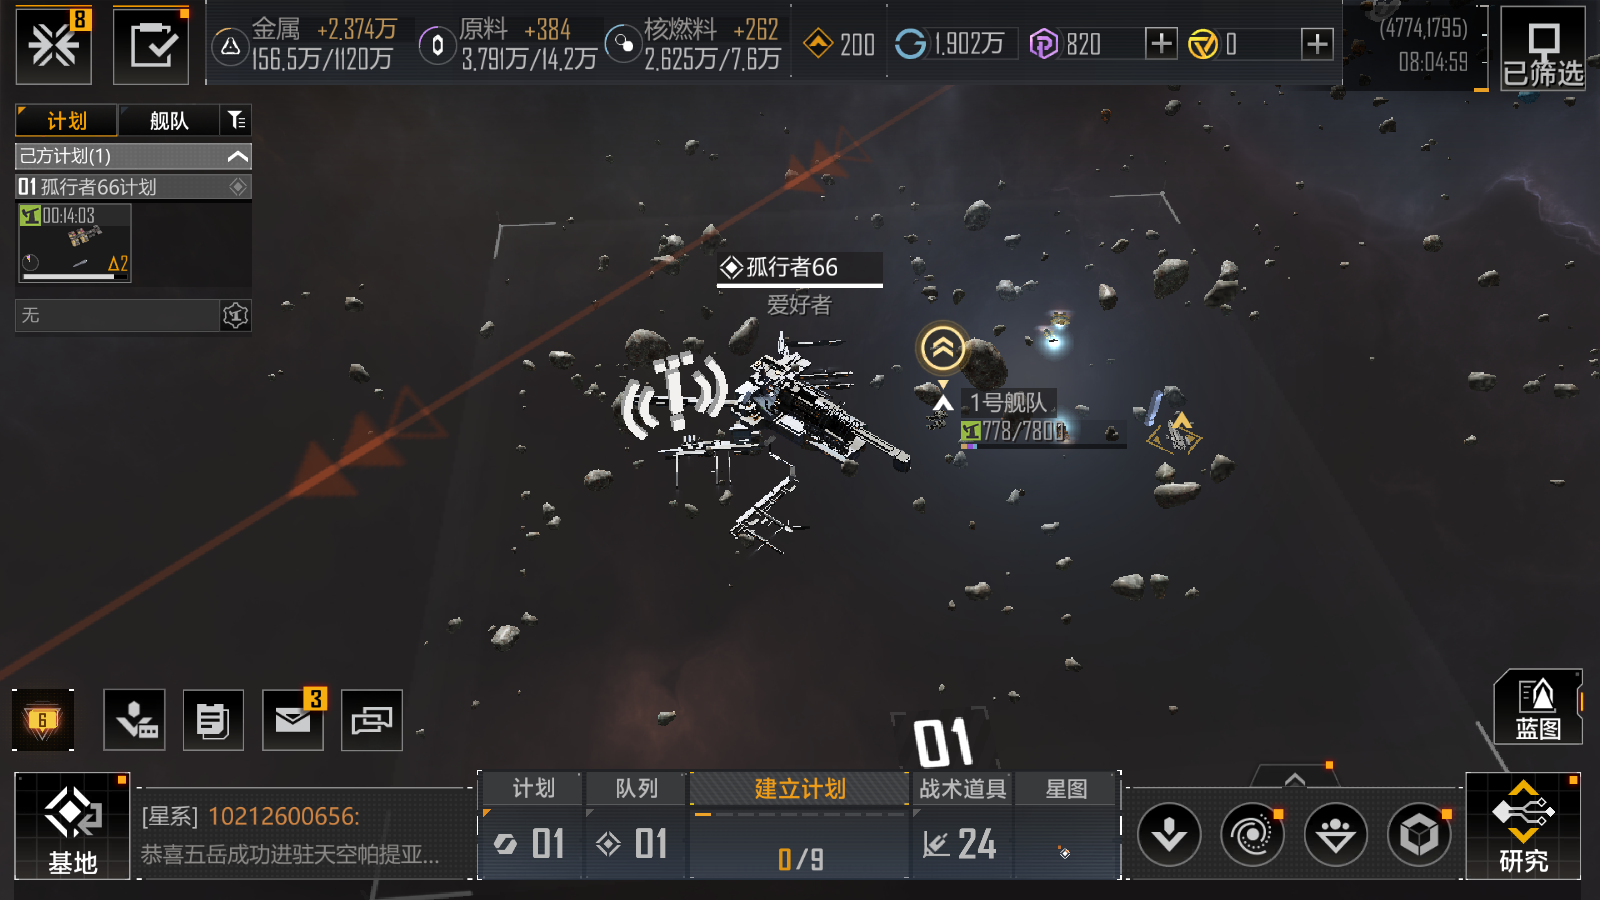 8
金属 +2.374万
156.5万/1120万
原料 +384
3.791万/14.2万
核燃料 +262
2.625万/7.6万
200
1.902万
820
0
(4774,1795)
08:04:59
已筛选
计划
舰队
己方计划(1)
01 孤行者66计划
00:14:03
2
无
孤行者66
爱好者
1号舰队
778/7800
6
3
01
蓝图
基地
[星系] 10212600656:
恭喜五岳成功进驻天空帕提亚...
计划
01
队列
01
建立计划
0/9
战术道具
24
星图
研究